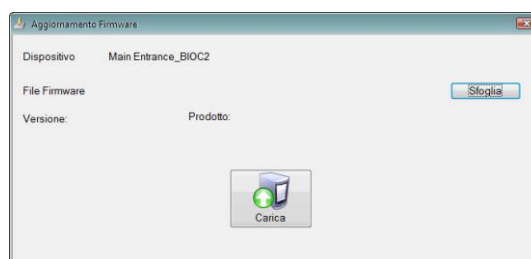 Aggiornamento Firmware
Dispositivo Main Entrance_BIOC2
File Firmware Sfoglia
Versione: Prodotto:
Carica